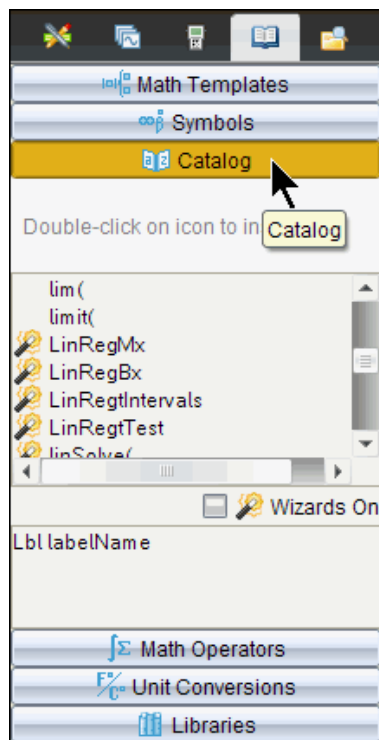 Math Templates
∞β° Symbols
a z Catalog
Double-click on icon to in
Catalog
lim(
limit(
LinRegMx
LinRegBx
LinRegtIntervals
LinRegtTest
linSolve(
Wizards On
Lbl labelName
∫Σ Math Operators
F°/C° Unit Conversions
Libraries